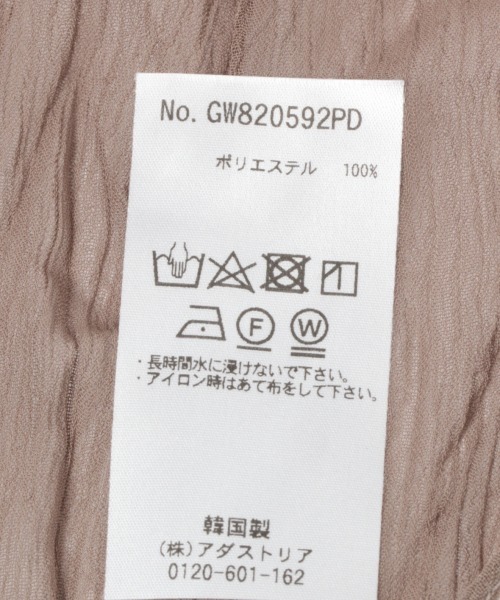 No. GW820592PD
ポリエステル 100%
F W
・長時間水に浸けないで下さい。
・アイロン時はあて布をして下さい。
韓国製
(株)アダストリア
0120-601-162